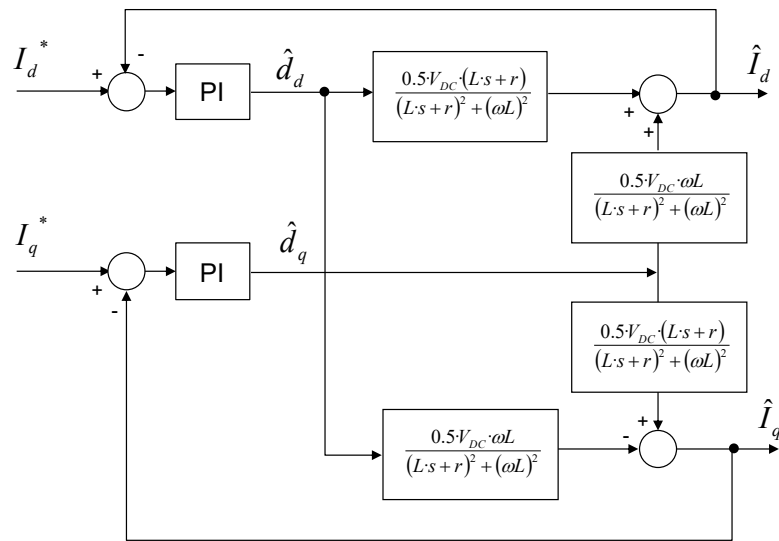 I_d^*
+
-
PI
d̂_d
0.5·V_DC·(L·s+r)
(L·s+r)²+(ωL)²
+
+
Î_d
0.5·V_DC·ωL
(L·s+r)²+(ωL)²
I_q^*
+
-
PI
d̂_q
0.5·V_DC·(L·s+r)
(L·s+r)²+(ωL)²
0.5·V_DC·ωL
(L·s+r)²+(ωL)²
+
-
Î_q